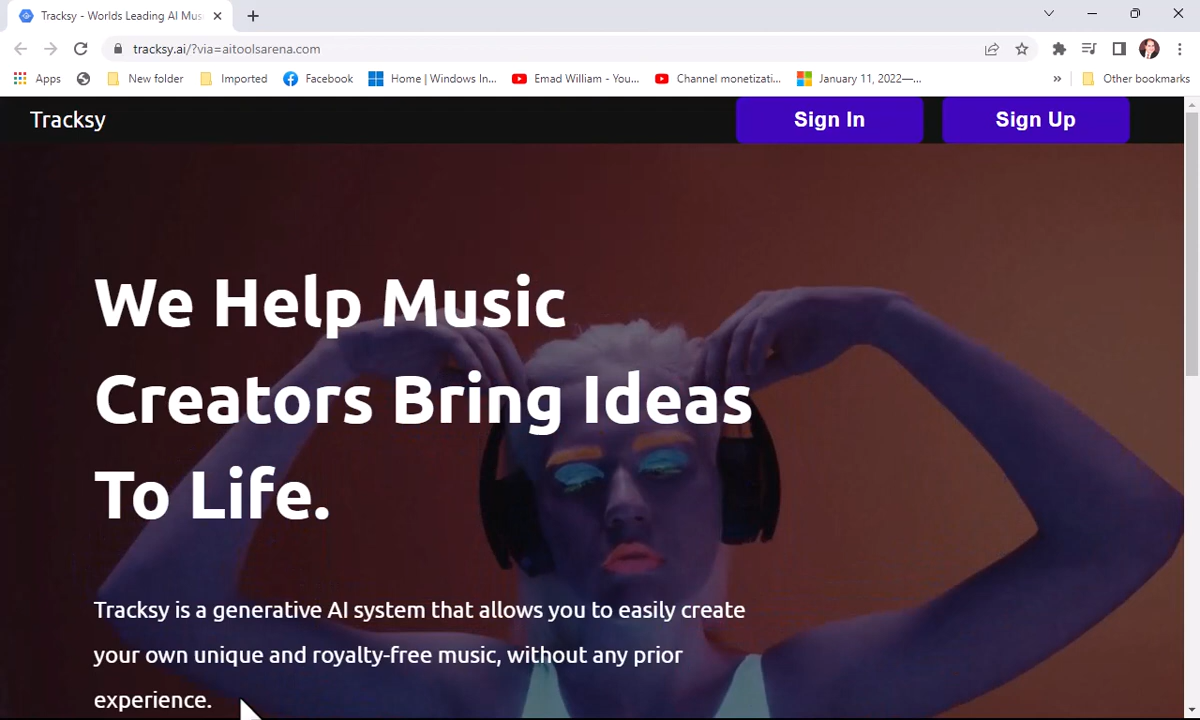 Tracksy - Worlds Leading AI Mus
tracksy.ai/?via=aitoolsarena.com
Apps New folder Imported Facebook Home | Windows In... Emad William - You... Channel monetizati... January 11, 2022—... » Other bookmarks
Tracksy Sign In Sign Up
We Help Music
Creators Bring Ideas
To Life.
Tracksy is a generative AI system that allows you to easily create
your own unique and royalty-free music, without any prior
experience.